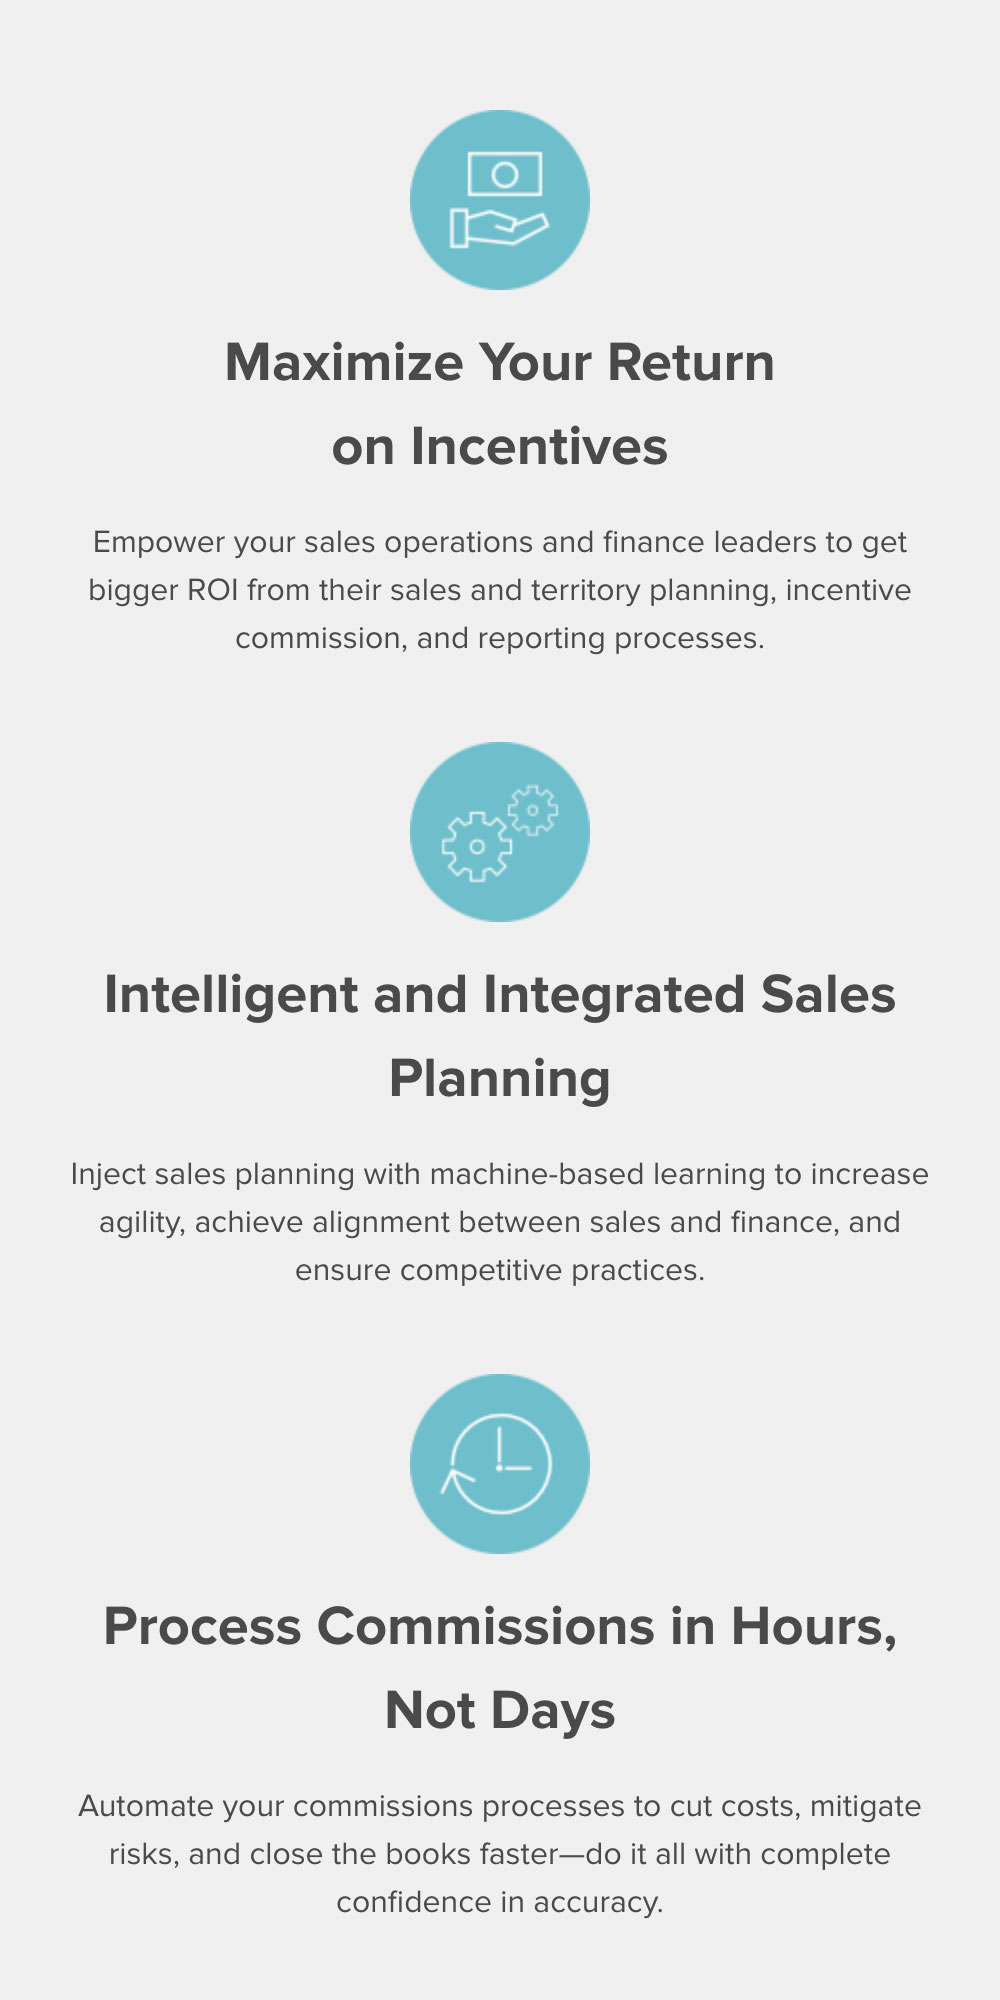 Maximize Your Return
on Incentives
Empower your sales operations and finance leaders to get
bigger ROI from their sales and territory planning, incentive
commission, and reporting processes.
Intelligent and Integrated Sales
Planning
Inject sales planning with machine-based learning to increase
agility, achieve alignment between sales and finance, and
ensure competitive practices.
Process Commissions in Hours,
Not Days
Automate your commissions processes to cut costs, mitigate
risks, and close the books faster—do it all with complete
confidence in accuracy.